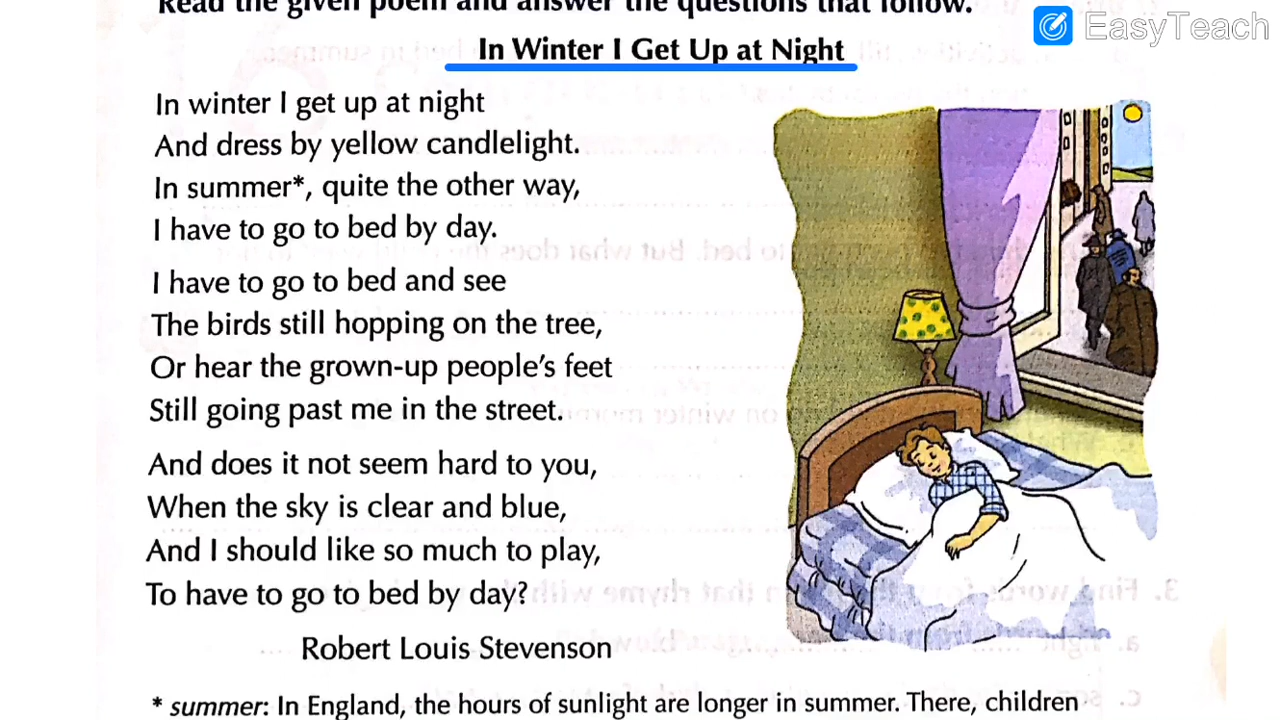 Read the given poem and answer the questions that follow.
EasyTeach
In Winter I Get Up at Night
In winter I get up at night
And dress by yellow candlelight.
In summer*, quite the other way,
I have to go to bed by day.
I have to go to bed and see
The birds still hopping on the tree,
Or hear the grown-up people's feet
Still going past me in the street.
And does it not seem hard to you,
When the sky is clear and blue,
And I should like so much to play,
To have to go to bed by day?
Robert Louis Stevenson
* summer: In England, the hours of sunlight are longer in summer. There, children